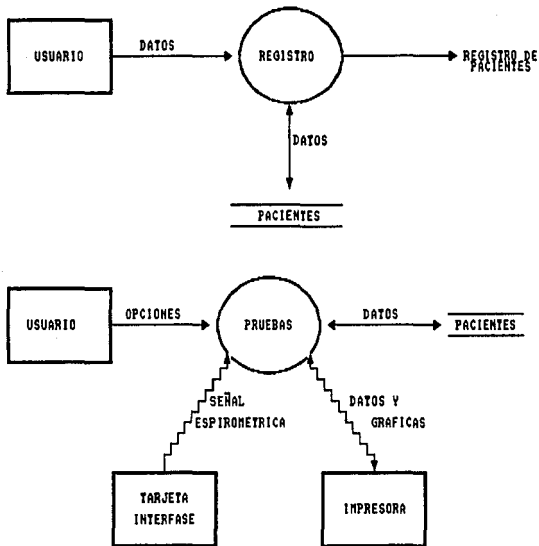 USUARIO
DATOS
REGISTRO
REGISTRO DE
PACIENTES
DATOS
PACIENTES
USUARIO
OPCIONES
PRUEBAS
DATOS
PACIENTES
SEÑAL
ESPIROMETRICA
DATOS Y
GRAFICAS
TARJETA
INTERFASE
IMPRESORA